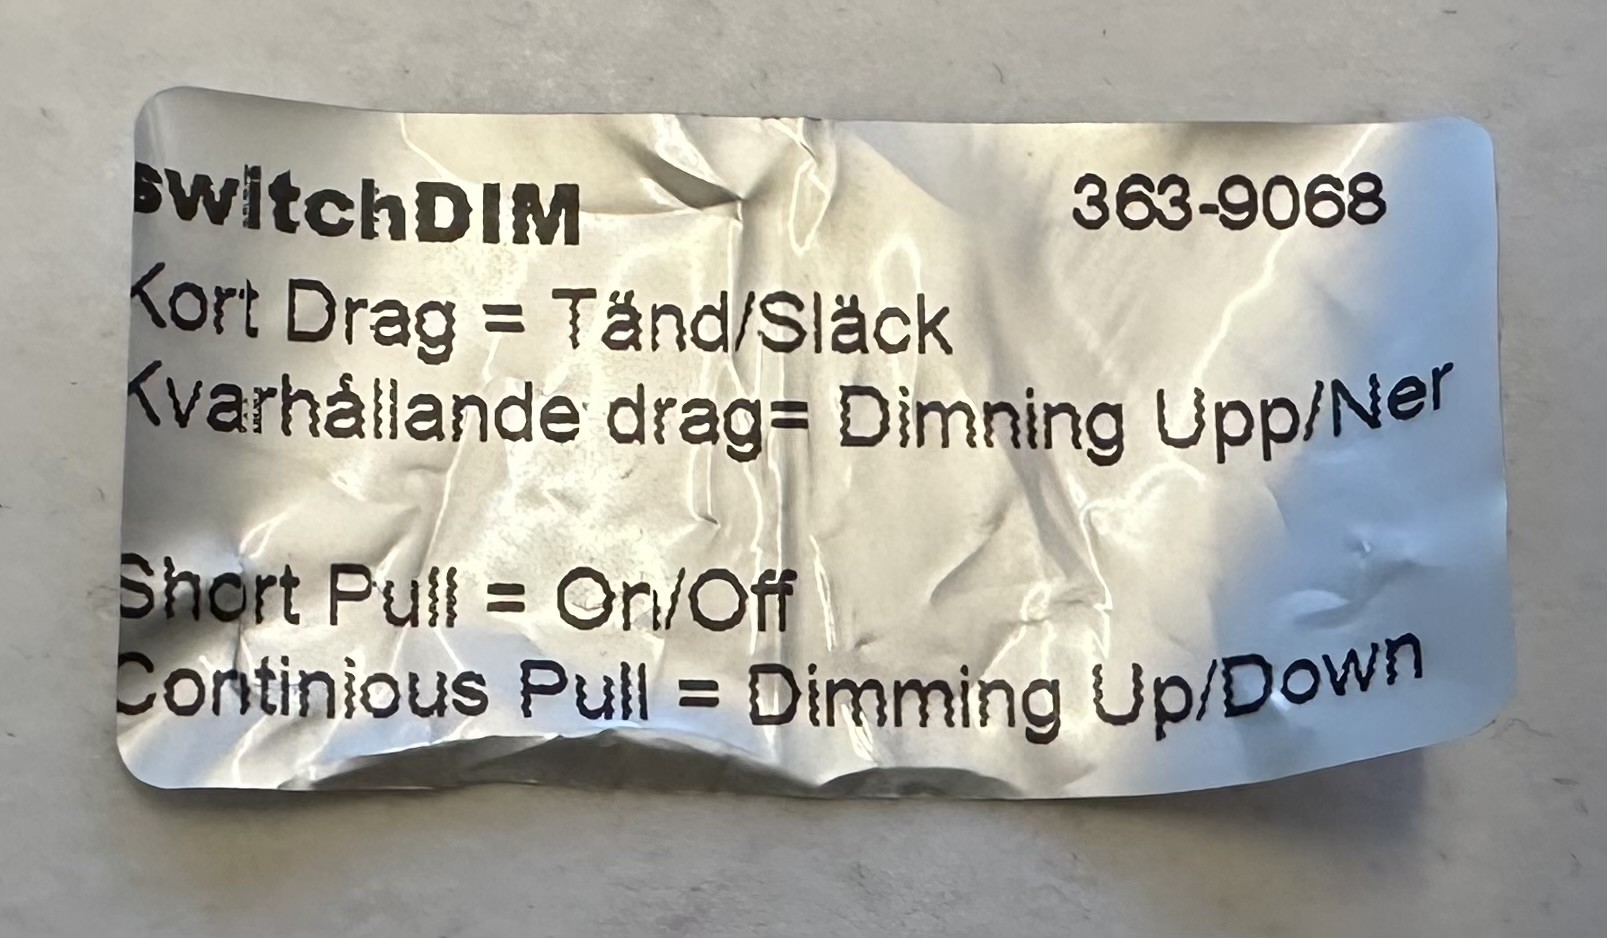 switchDIM 363-9068
Kort Drag = Tänd/Släck
Kvarhållande drag= Dimning Upp/Ner
Short Pull = On/Off
Continious Pull = Dimming Up/Down